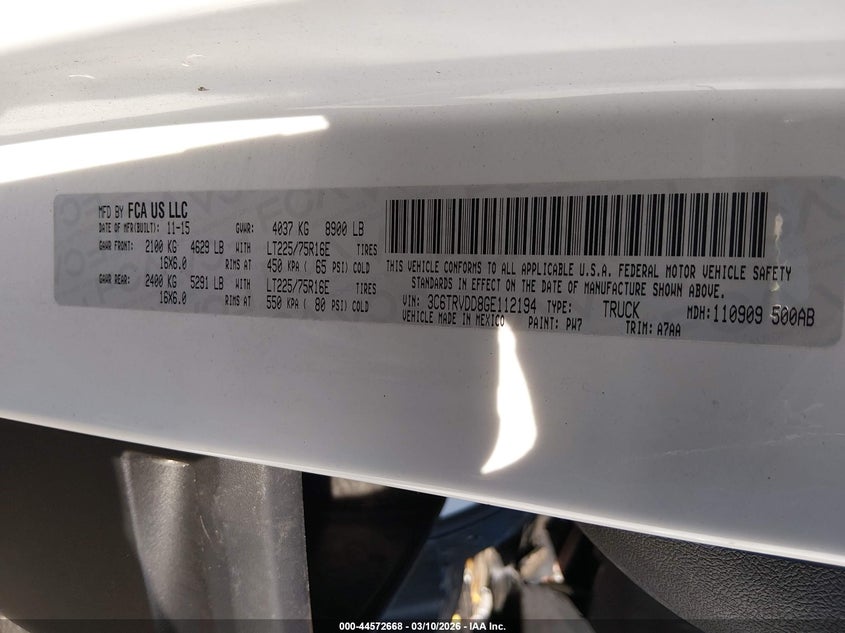 MFD BY FCA US LLC
DATE OF MFR(BUILT): 11-15 GVWR: 4037 KG 8900 LB
GAWR FRONT: 2100 KG 4629 LB WITH LT225/75R16E TIRES
16X6.0 RIMS AT 450 KPA ( 65 PSI) COLD
GAWR REAR: 2400 KG 5291 LB WITH LT225/75R16E TIRES
16X6.0 RIMS AT 550 KPA ( 80 PSI) COLD
THIS VEHICLE CONFORMS TO ALL APPLICABLE U.S.A. FEDERAL MOTOR VEHICLE SAFETY
STANDARDS IN EFFECT ON THE DATE OF MANUFACTURE SHOWN ABOVE.
VIN: 3C6TRVDD8GE112194 TYPE: TRUCK MDH:110909 500AB
VEHICLE MADE IN MEXICO PAINT: PW7 TRIM: A7AA
000-44572668 - 03/10/2026 - IAA Inc.